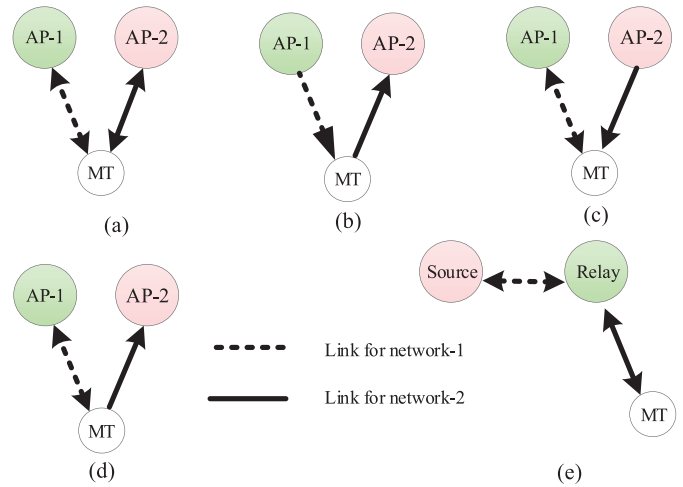 AP-1 AP-2 AP-1 AP-2 AP-1 AP-2
MT MT MT
(a) (b) (c)
Source Relay
AP-1 AP-2
Link for network-1
Link for network-2
MT MT
(d) (e)